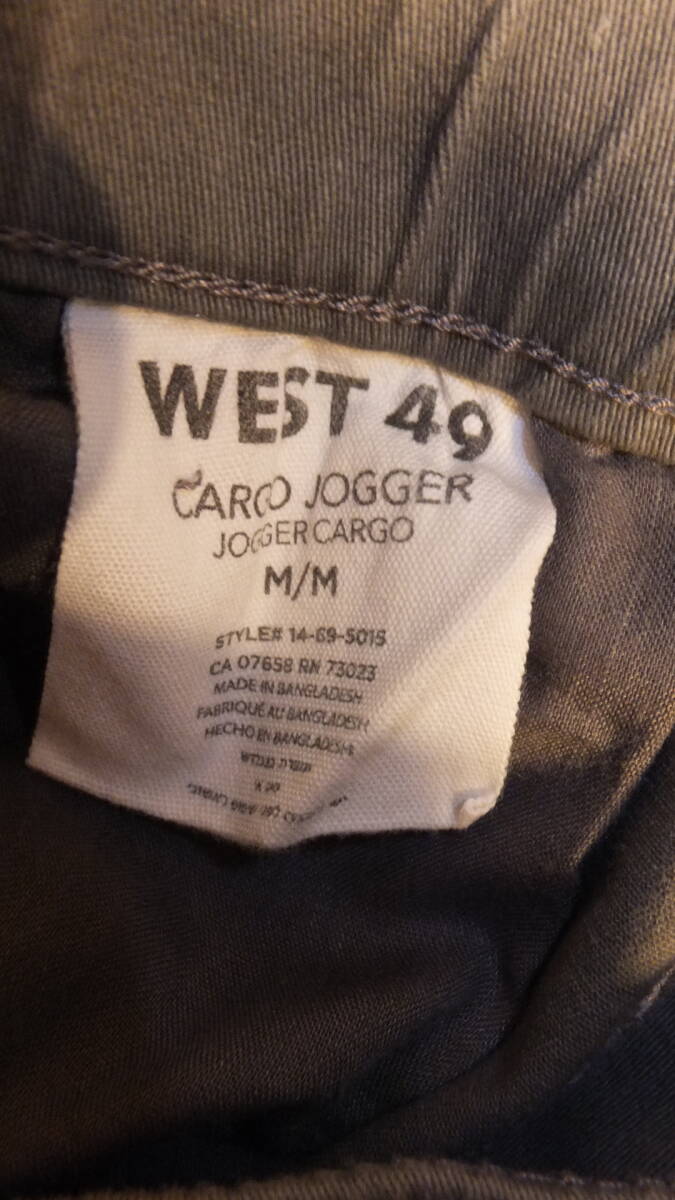 WEST 49
CARGO JOGGER
JOGGER CARGO
M/M
STYLE# 14-69-5015
CA 07658 RN 73023
MADE IN BANGLADESH
FABRIQUÉ AU BANGLADESH
HECHO EN BANGLADESH